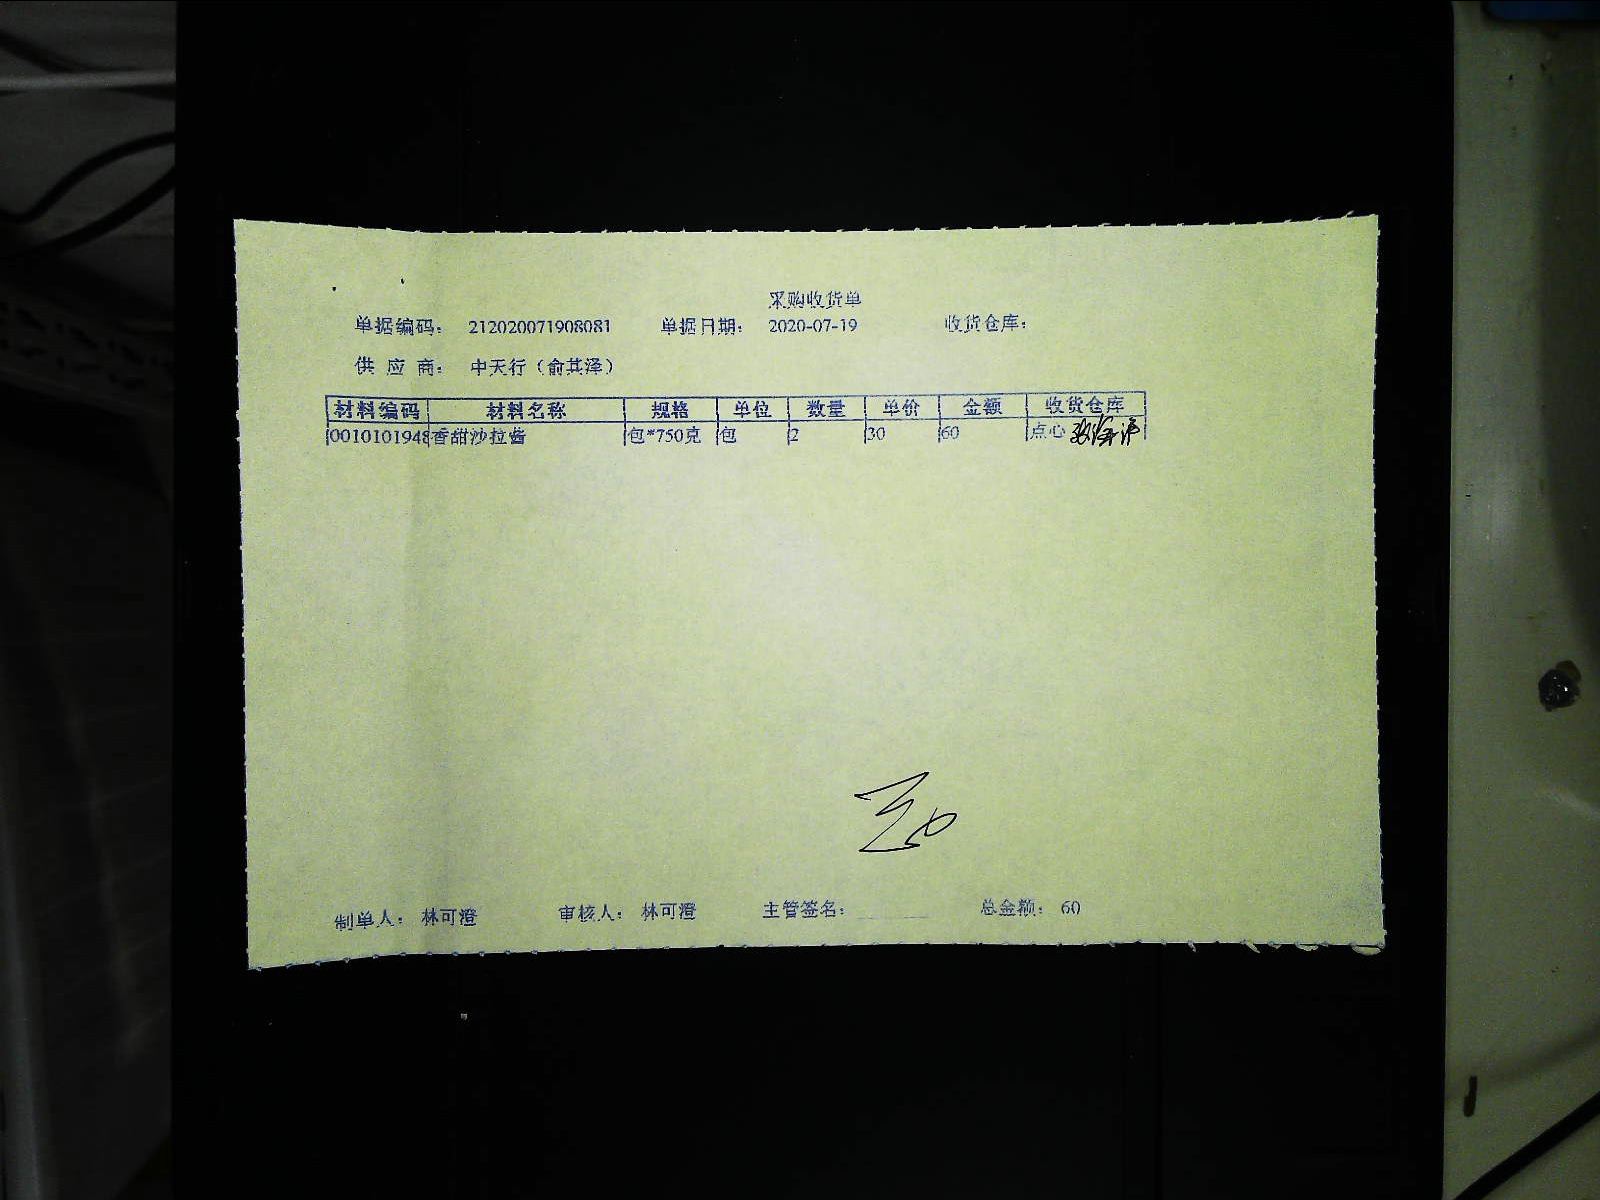 采购收货单
单据编码： 212020071908081 单据日期： 2020-07-19 收货仓库：
供 应 商： 中天行（俞其泽）
材料编码 材料名称 规格 单位 数量 单价 金额 收货仓库
0010101948 香甜沙拉酱 包*750克 包 2 30 60 点心
制单人： 林可澄 审核人： 林可澄 主管签名： 总金额： 60